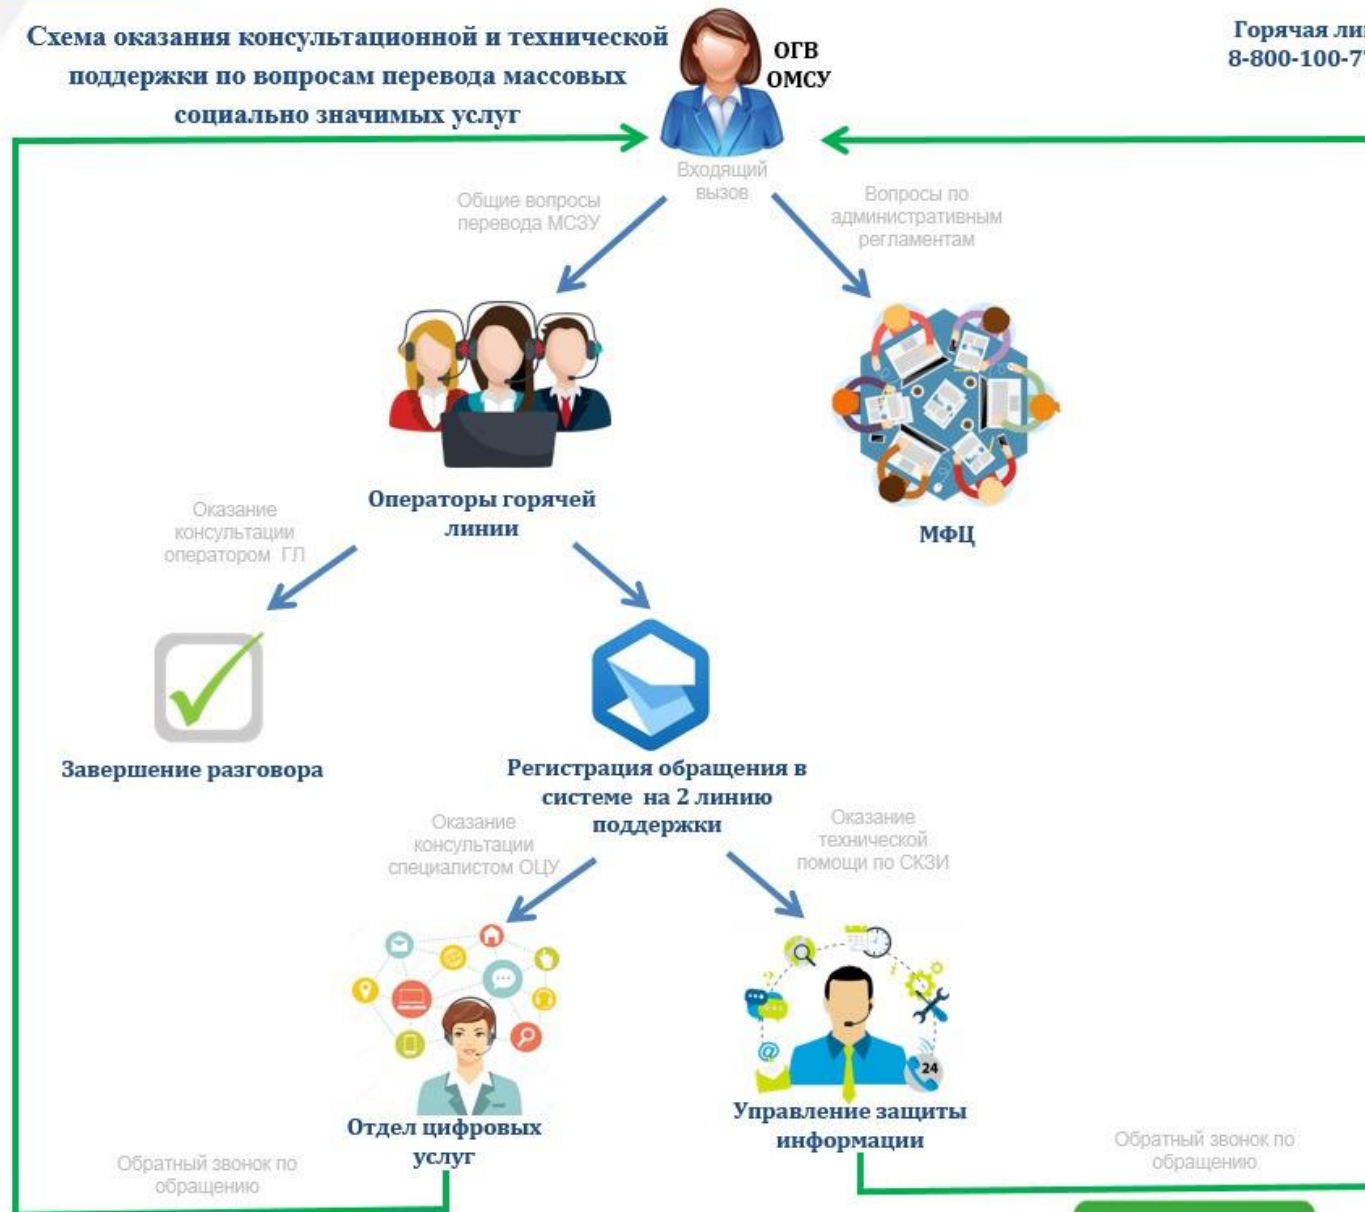 Схема оказания консультационной и технической
поддержки по вопросам перевода массовых
социально значимых услуг
ОГВ
ОМСУ
Горячая
8-800-100-
Входящий
вызов
Общие вопросы
перевода МСЗУ
Вопросы по
административным
регламентам
Операторы горячей
линии
МФЦ
Оказание
консультации
оператором ГЛ
Завершение разговора
Регистрация обращения в
системе на 2 линию
поддержки
Оказание
консультации
специалистом ОЦУ
Оказание
технической
помощи по СКЗИ
@
24
Отдел цифровых
услуг
Управление защиты
информации
Обратный звонок по
обращению
Обратный звонок по
обращению